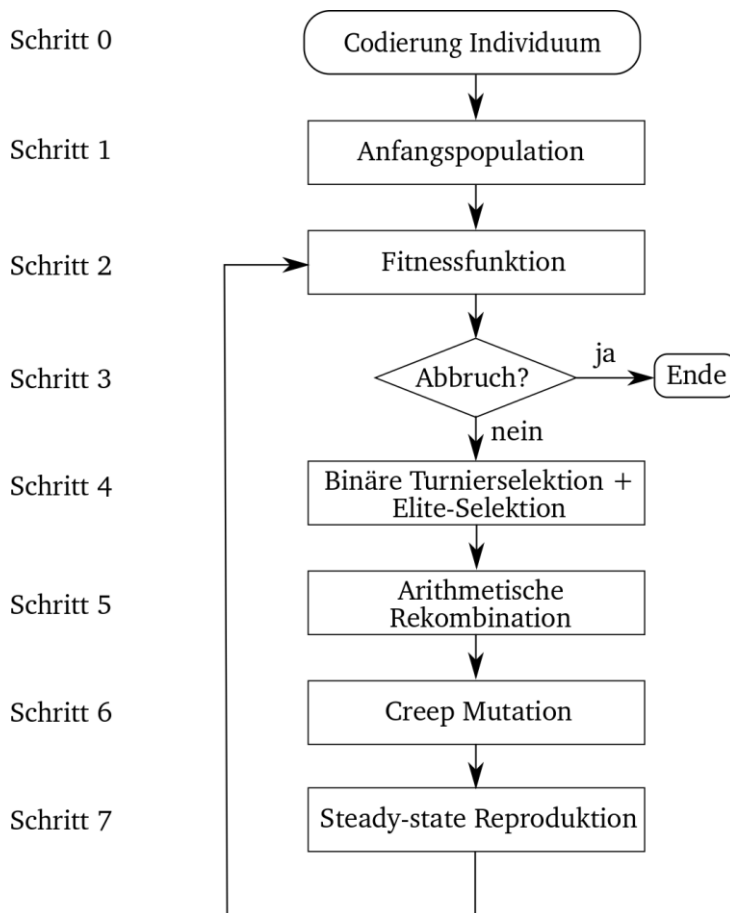 Schritt 0
Codierung Individuum
Schritt 1
Anfangspopulation
Schritt 2
Fitnessfunktion
Schritt 3
Abbruch?
ja
Ende
nein
Schritt 4
Binäre Turnierselektion +
Elite-Selektion
Schritt 5
Arithmetische
Rekombination
Schritt 6
Creep Mutation
Schritt 7
Steady-state Reproduktion